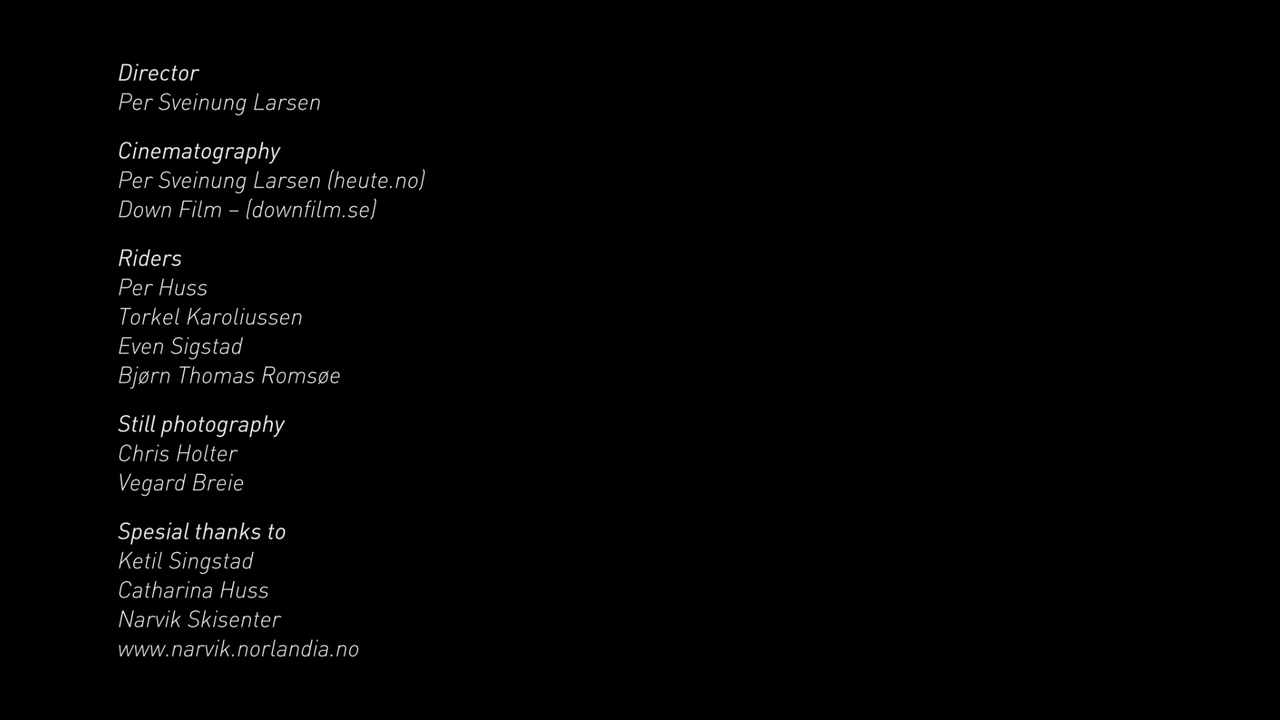 Director
Per Sveinung Larsen
Cinematography
Per Sveinung Larsen (heute.no)
Down Film – (downfilm.se)
Riders
Per Huss
Torkel Karoliussen
Even Sigstad
Bjørn Thomas Romsøe
Still photography
Chris Holter
Vegard Breie
Spesial thanks to
Ketil Singstad
Catharina Huss
Narvik Skisenter
www.narvik.norlandia.no